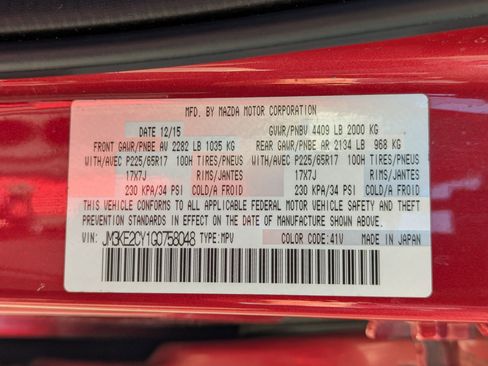 MFD. BY MAZDA MOTOR CORPORATION
DATE 12/15 GVWR/PNBV 4409 LB 2000 KG
FRONT GAWR/PNBE AV 2282 LB 1035 KG REAR GAWR/PNBE AR 2134 LB 968 KG
WITH/AVEC P225/65R17 100H TIRES/PNEUS WITH/AVEC P225/65R17 100H TIRES/PNEUS
17X7J RIMS/JANTES 17X7J RIMS/JANTES
230 KPA/34 PSI COLD/A FROID 230 KPA/34 PSI COLD/A FROID
THIS VEHICLE CONFORMS TO ALL APPLICABLE FEDERAL MOTOR VEHICLE SAFETY AND THEFT
PREVENTION STANDARDS IN EFFECT ON THE DATE OF MANUFACTURE SHOWN ABOVE.
VIN: JM3KE2CY1G0758048 TYPE:MPV COLOR CODE:41V MADE IN JAPAN